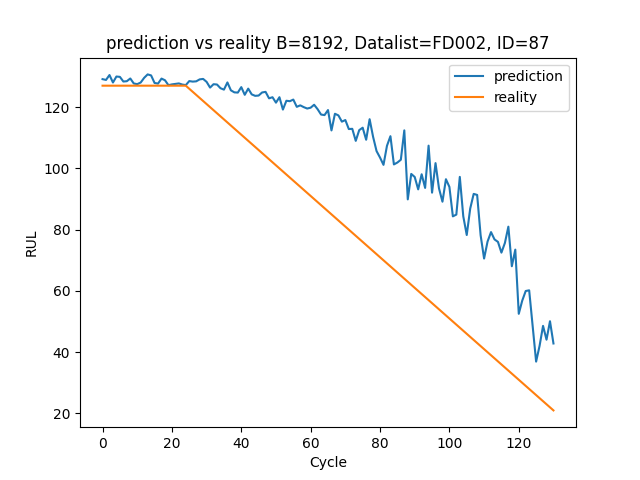 prediction vs reality B=8192, Datalist=FD002, ID=87
prediction
reality
RUL
120
100
80
60
40
20
0 20 40 60 80 100 120
Cycle